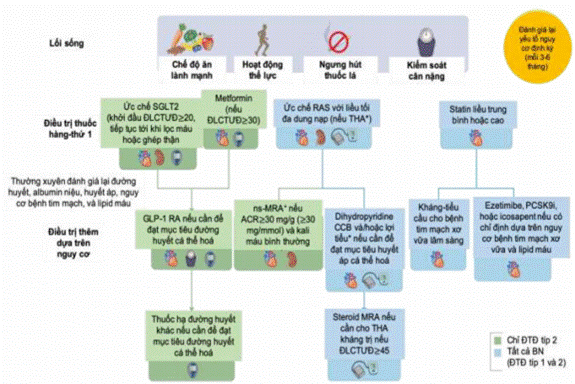 Lối sống
Chế độ ăn
lành mạnh
Hoạt động
thể lực
Ngưng hút
thuốc lá
Kiểm soát
cân nặng
Đánh giá lại
yếu tố nguy
cơ định kỳ
(mỗi 3-6
tháng)
Điều trị thuốc
hàng-thứ 1
Ức chế SGLT2
(khởi đầu ĐLCTƯĐ≥20,
tiếp tục tới khi lọc máu
hoặc ghép thận)
Metformin
(nếu
ĐLCTƯĐ≥30)
Ức chế RAS với liều tối
đa dung nạp (nếu THA*)
Statin liều trung
bình hoặc cao
Thường xuyên đánh giá lại đường
huyết, albumin niệu, huyết áp, nguy
cơ bệnh tim mạch, và lipid máu
Điều trị thêm
dựa trên
nguy cơ
GLP-1 RA nếu cần để
đạt mục tiêu đường
huyết cá thể hoá
ns-MRA⁺ nếu
ACR≥30 mg/g (≥30
mg/mmol) và kali
máu bình thường
Dihydropyridine
CCB và/hoặc lợi
tiểu* nếu cần để
đạt mục tiêu huyết
áp cá thể hoá
Kháng-tiểu
cầu cho bệnh
tim mạch xơ
vữa lâm sàng
Ezetimibe, PCSK9i,
hoặc icosapent nếu có
chỉ định dựa trên nguy
cơ bệnh tim mạch xơ
vữa và lipid máu
Thuốc hạ đường huyết
khác nếu cần để đạt
mục tiêu đường huyết
cá thể hoá
Steroid MRA nếu
cần cho THA
kháng trị nếu
ĐLCTƯĐ≥45
Chỉ ĐTĐ típ 2
Tất cả BN
(ĐTĐ típ 1 và 2)